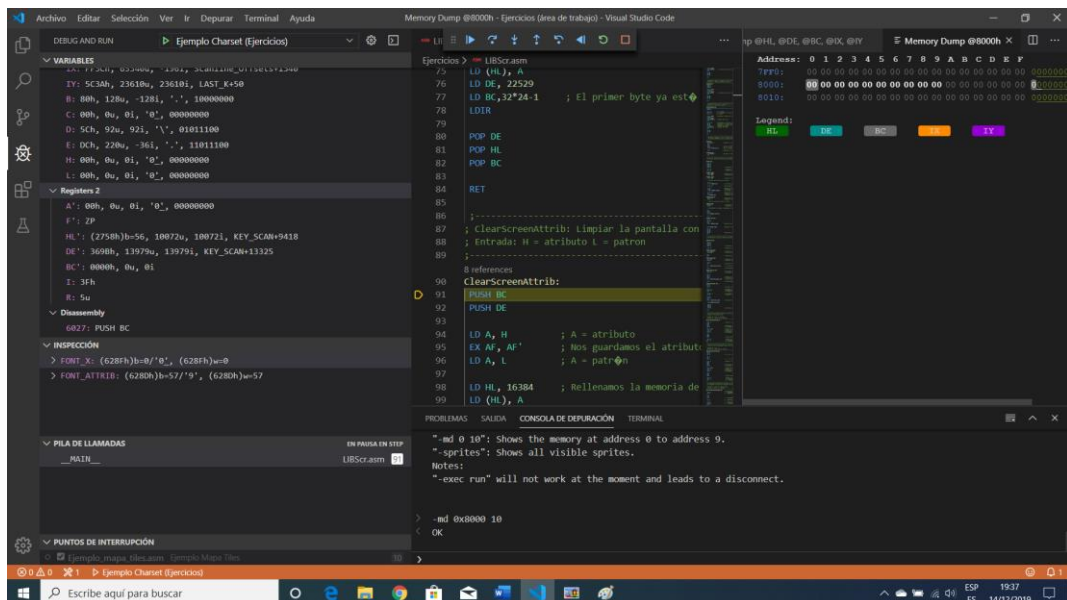 Archivo Editar Selección Ver Ir Depurar Terminal Ayuda
Memory Dump @8000h - Ejercicios (área de trabajo) - Visual Studio Code
DEBUG AND RUN
Ejemplo Charset (Ejercicios)
VARIABLES
IY: 5C3Ah, 23610u, 23610i, LAST_K+50
B: 80h, 128u, -128i, '.', 10000000
C: 00h, 0u, 0i, '0', 00000000
D: 5Ch, 92u, 92i, '\', 01011100
E: DCh, 220u, -36i, '.', 11011100
H: 00h, 0u, 0i, '0', 00000000
L: 00h, 0u, 0i, '0', 00000000
Registers 2
A': 00h, 0u, 0i, '0', 00000000
F': ZP
HL': (2758h)b=56, 10072u, 10072i, KEY_SCAN+9418
DE': 369Bh, 13979u, 13979i, KEY_SCAN+13325
BC': 0000h, 0u, 0i
I: 3Fh
R: 5u
Disassembly
6027: PUSH BC
INSPECCIÓN
FONT_X: (628Fh)b=0/'0', (628Fh)w=0
FONT_ATTRIB: (628Dh)b=57/'9', (628Dh)w=57
PILA DE LLAMADAS
EN PAUSA EN STEP
__MAIN__
LIBScr.asm 91
PUNTOS DE INTERRUPCIÓN
Ejemplo_mapa_tiles.asm Ejemplo Mapa Tiles 10
Ejercicios > LIBScr.asm
75 LD (HL), A
76 LD DE, 22529
77 LD BC,32*24-1 ; El primer byte ya est�
78 LDIR
79
80 POP DE
81 POP HL
82 POP BC
83
84 RET
85
86 ;----------------------------------------
87 ; ClearScreenAttrib: Limpiar la pantalla con
88 ; Entrada: H = atributo L = patron
89 ;----------------------------------------
8 references
90 ClearScreenAttrib:
91 PUSH BC
92 PUSH DE
93
94 LD A, H ; A = atributo
95 EX AF, AF' ; Nos guardamos el atribut
96 LD A, L ; A = patr�n
97
98 LD HL, 16384 ; Rellenamos la memoria de
99 LD (HL), A
@HL, @DE, @BC, @IX, @IY
Memory Dump @8000h
Address: 0 1 2 3 4 5 6 7 8 9 A B C D E F
7FF0: 00 00 00 00 00 00 00 00 00 00 00 00 00 00 00 00
8000: 00 00 00 00 00 00 00 00 00 00 00 00 00 00 00 00
8010: 00 00 00 00 00 00 00 00 00 00 00 00 00 00 00 00
Legend:
HL DE BC IX IY
PROBLEMAS SALIDA CONSOLA DE DEPURACIÓN TERMINAL
"-md 0 10": Shows the memory at address 0 to address 9.
"-sprites": Shows all visible sprites.
Notes:
"-exec run" will not work at the moment and leads to a disconnect.
-md 0x8000 10
OK
0 0 1 Ejemplo Charset (Ejercicios)
1
Escribe aquí para buscar
ESP
19:37
ES
14/12/2019